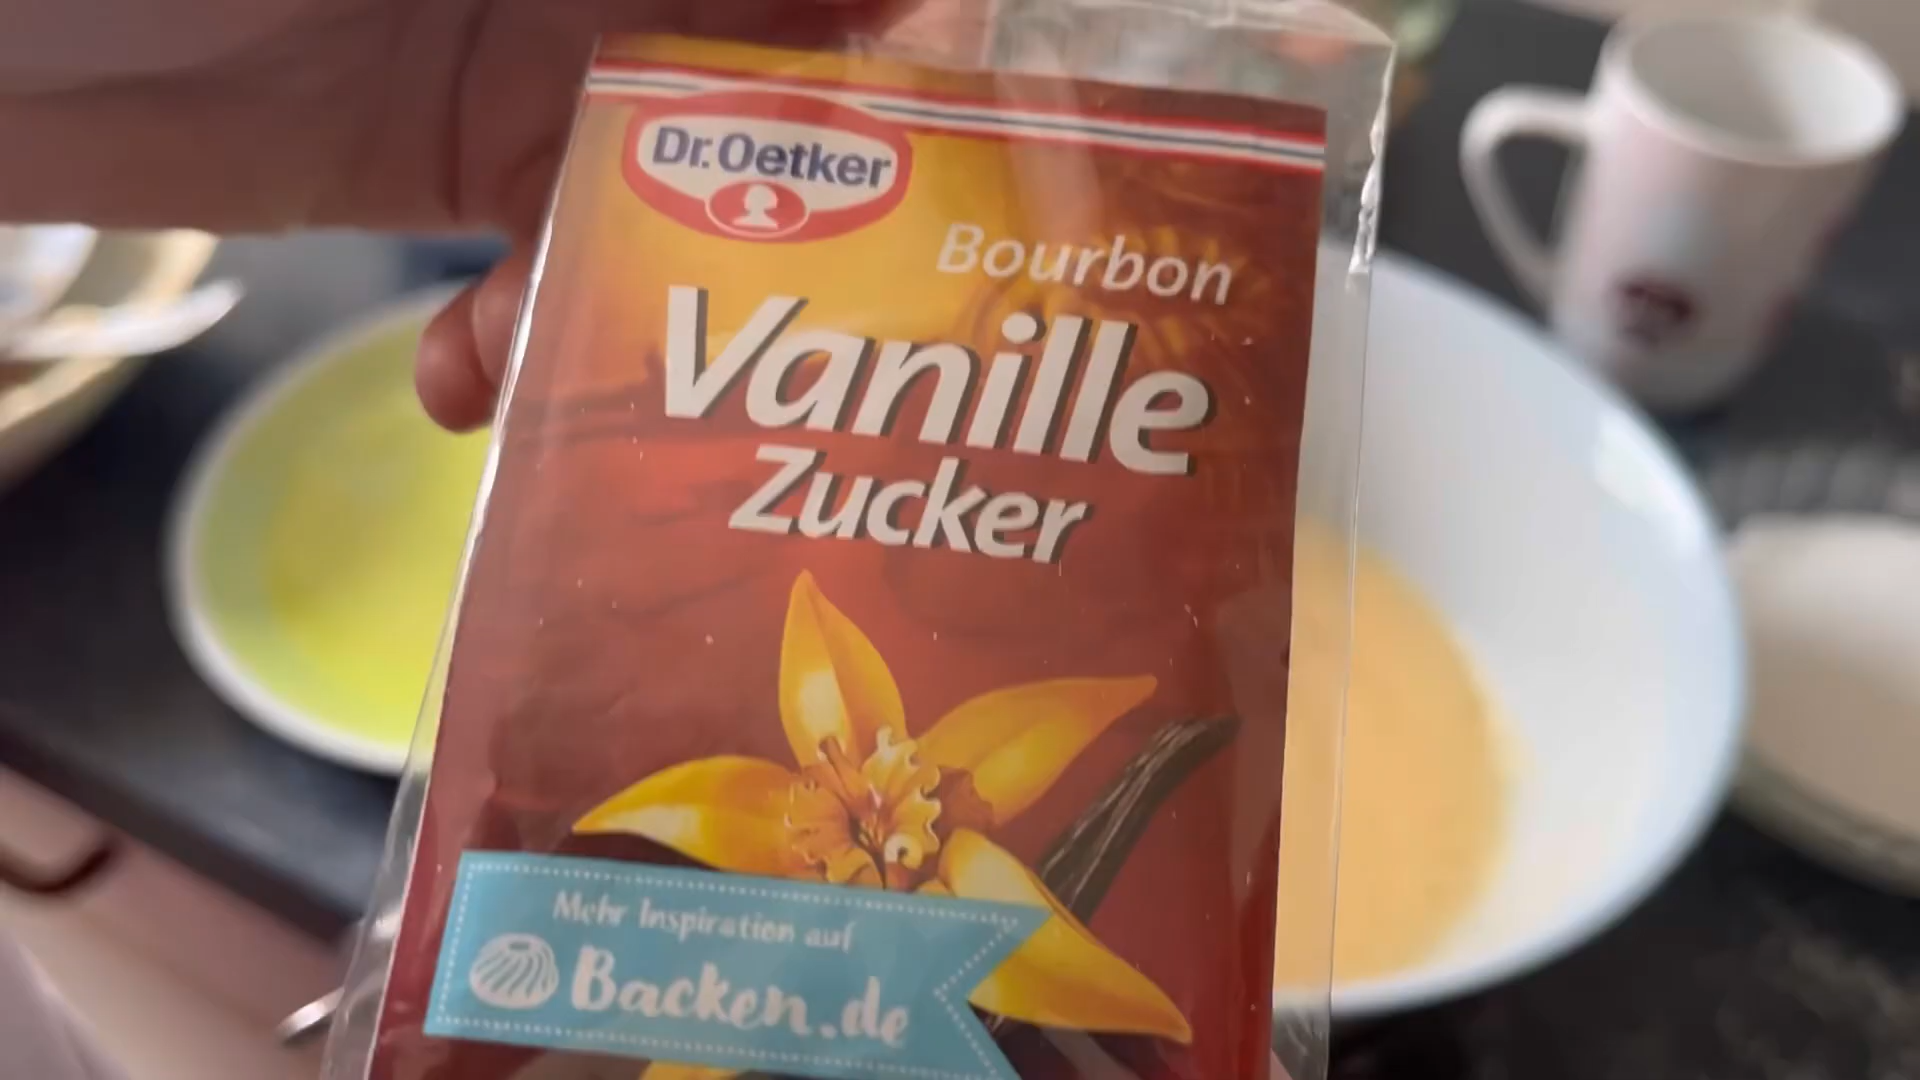 Dr. Oetker
Bourbon
Vanille
Zucker
Mehr Inspiration auf
Backen.de